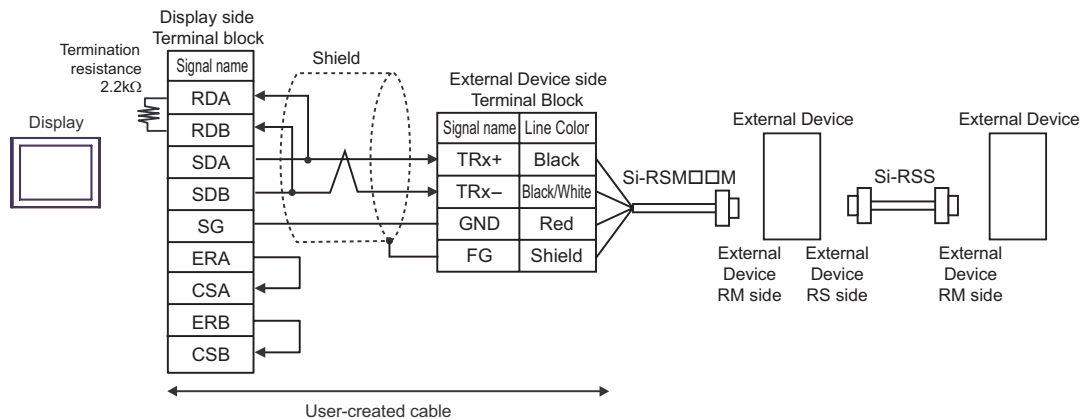 Display side
Terminal block
Termination
resistance
2.2kΩ
Shield
Signal name
RDA
RDB
SDA
SDB
SG
ERA
CSA
ERB
CSB
Display
External Device side
Terminal Block
Signal name Line Color
TRx+ Black
TRx– Black/White
GND Red
FG Shield
Si-RSM□□M
External Device
Si-RSS
External Device
External
Device
RM side
External
Device
RS side
External
Device
RM side
User-created cable